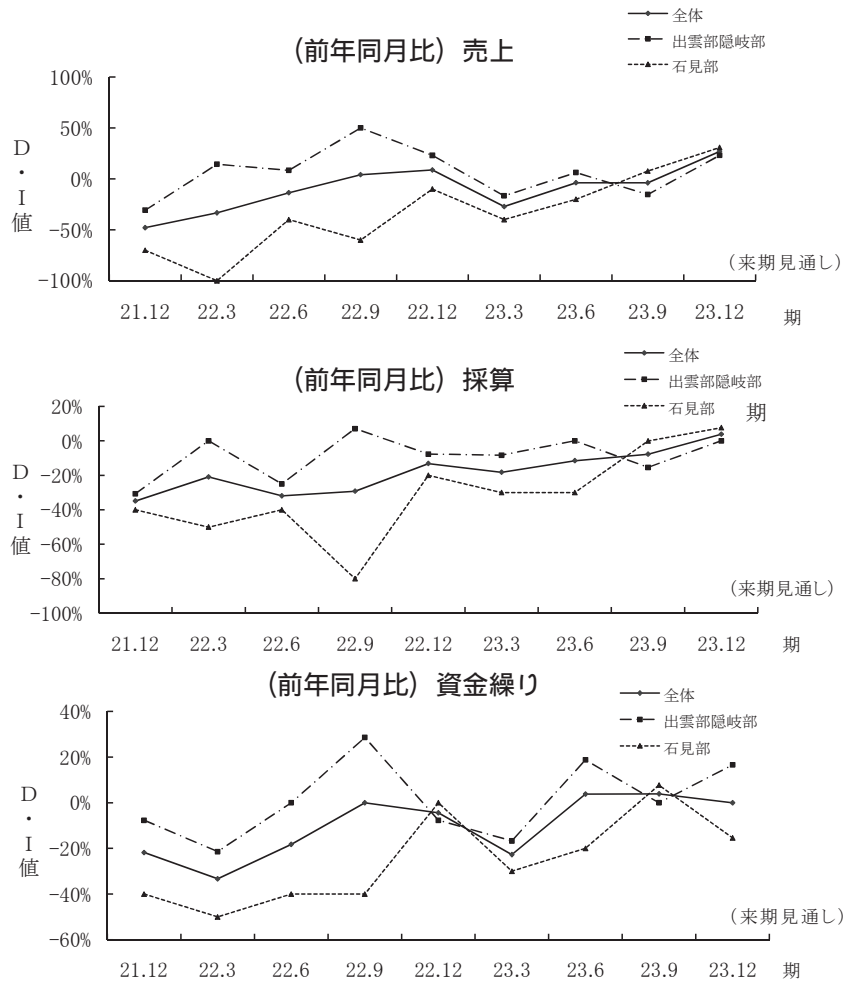 (前年同月比) 売上
全体
出雲部隠岐部
石見部
100%
50%
0%
-50%
-100%
D・I値
(来期見通し)
21.12 22.3 22.6 22.9 22.12 23.3 23.6 23.9 23.12 期
(前年同月比) 採算
全体
出雲部隠岐部
石見部 期
20%
0%
-20%
-40%
-60%
-80%
-100%
D・I値
(来期見通し)
21.12 22.3 22.6 22.9 22.12 23.3 23.6 23.9 23.12 期
(前年同月比) 資金繰り
全体
出雲部隠岐部
石見部
40%
20%
0%
-20%
-40%
-60%
D・I値
(来期見通し)
21.12 22.3 22.6 22.9 22.12 23.3 23.6 23.9 23.12 期